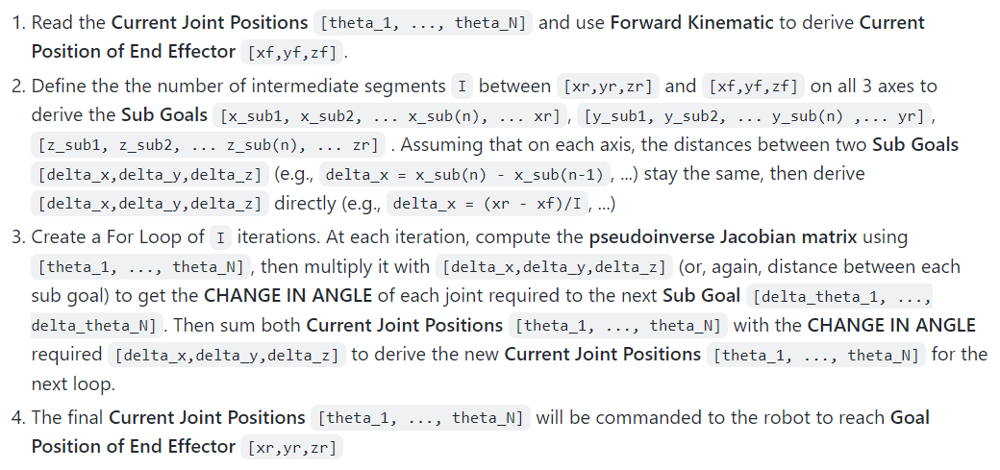 1. Read the Current Joint Positions [theta_1, ..., theta_N] and use Forward Kinematic to derive Current
Position of End Effector [xf,yf,zf].
2. Define the the number of intermediate segments I between [xr,yr,zr] and [xf,yf,zf] on all 3 axes to
derive the Sub Goals [x_sub1, x_sub2, ... x_sub(n), ... xr], [y_sub1, y_sub2, ... y_sub(n) ,... yr],
[z_sub1, z_sub2, ... z_sub(n), ... zr] . Assuming that on each axis, the distances between two Sub Goals
[delta_x,delta_y,delta_z] (e.g., delta_x = x_sub(n) - x_sub(n-1) , ...) stay the same, then derive
[delta_x,delta_y,delta_z] directly (e.g., delta_x = (xr - xf)/I , ...)
3. Create a For Loop of I iterations. At each iteration, compute the pseudoinverse Jacobian matrix using
[theta_1, ..., theta_N] , then multiply it with [delta_x,delta_y,delta_z] (or, again, distance between each
sub goal) to get the CHANGE IN ANGLE of each joint required to the next Sub Goal [delta_theta_1, ...,
delta_theta_N] . Then sum both Current Joint Positions [theta_1, ..., theta_N] with the CHANGE IN ANGLE
required [delta_x,delta_y,delta_z] to derive the new Current Joint Positions [theta_1, ..., theta_N] for the
next loop.
4. The final Current Joint Positions [theta_1, ..., theta_N] will be commanded to the robot to reach Goal
Position of End Effector [xr,yr,zr]